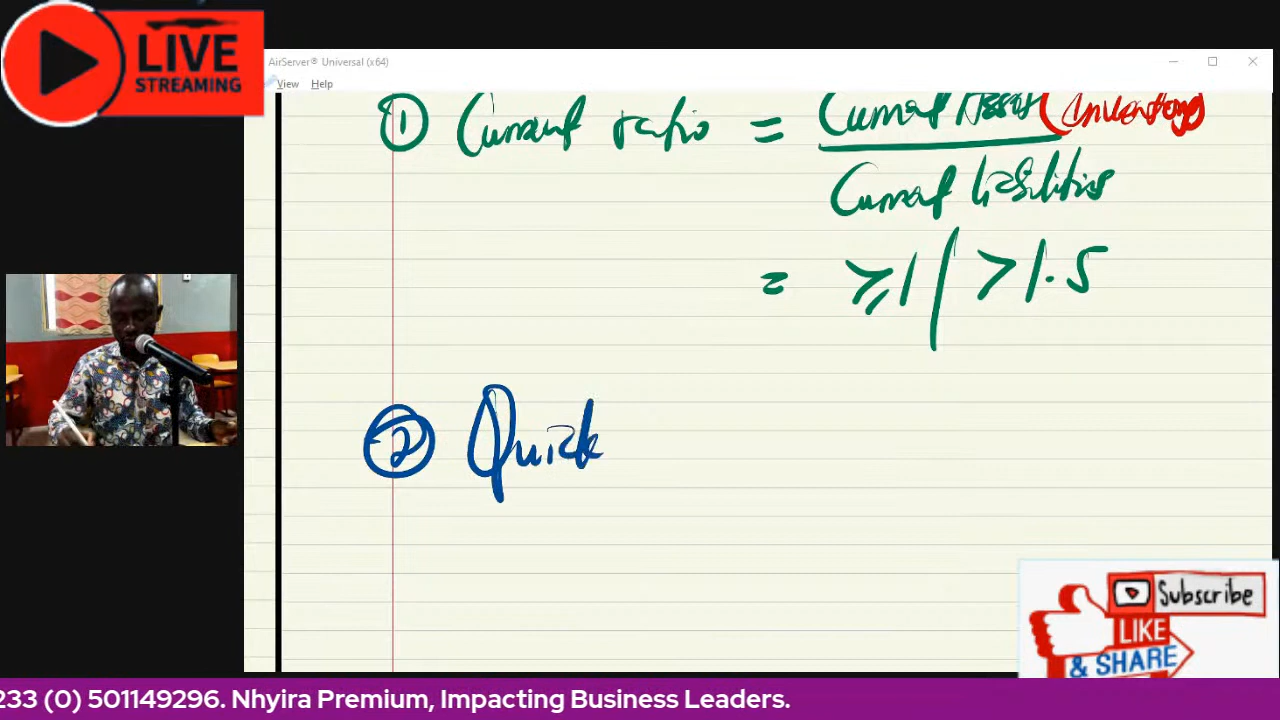 LIVE
STREAMING
AirServer® Universal (x64)
View Help
① Current ratio = Current Assets (Inventory)
Current liabilities
= ≥1 / >1.5
② Quick
Subscribe
LIKE
& SHARE
233 (0) 501149296. Nhyira Premium, Impacting Business Leaders.